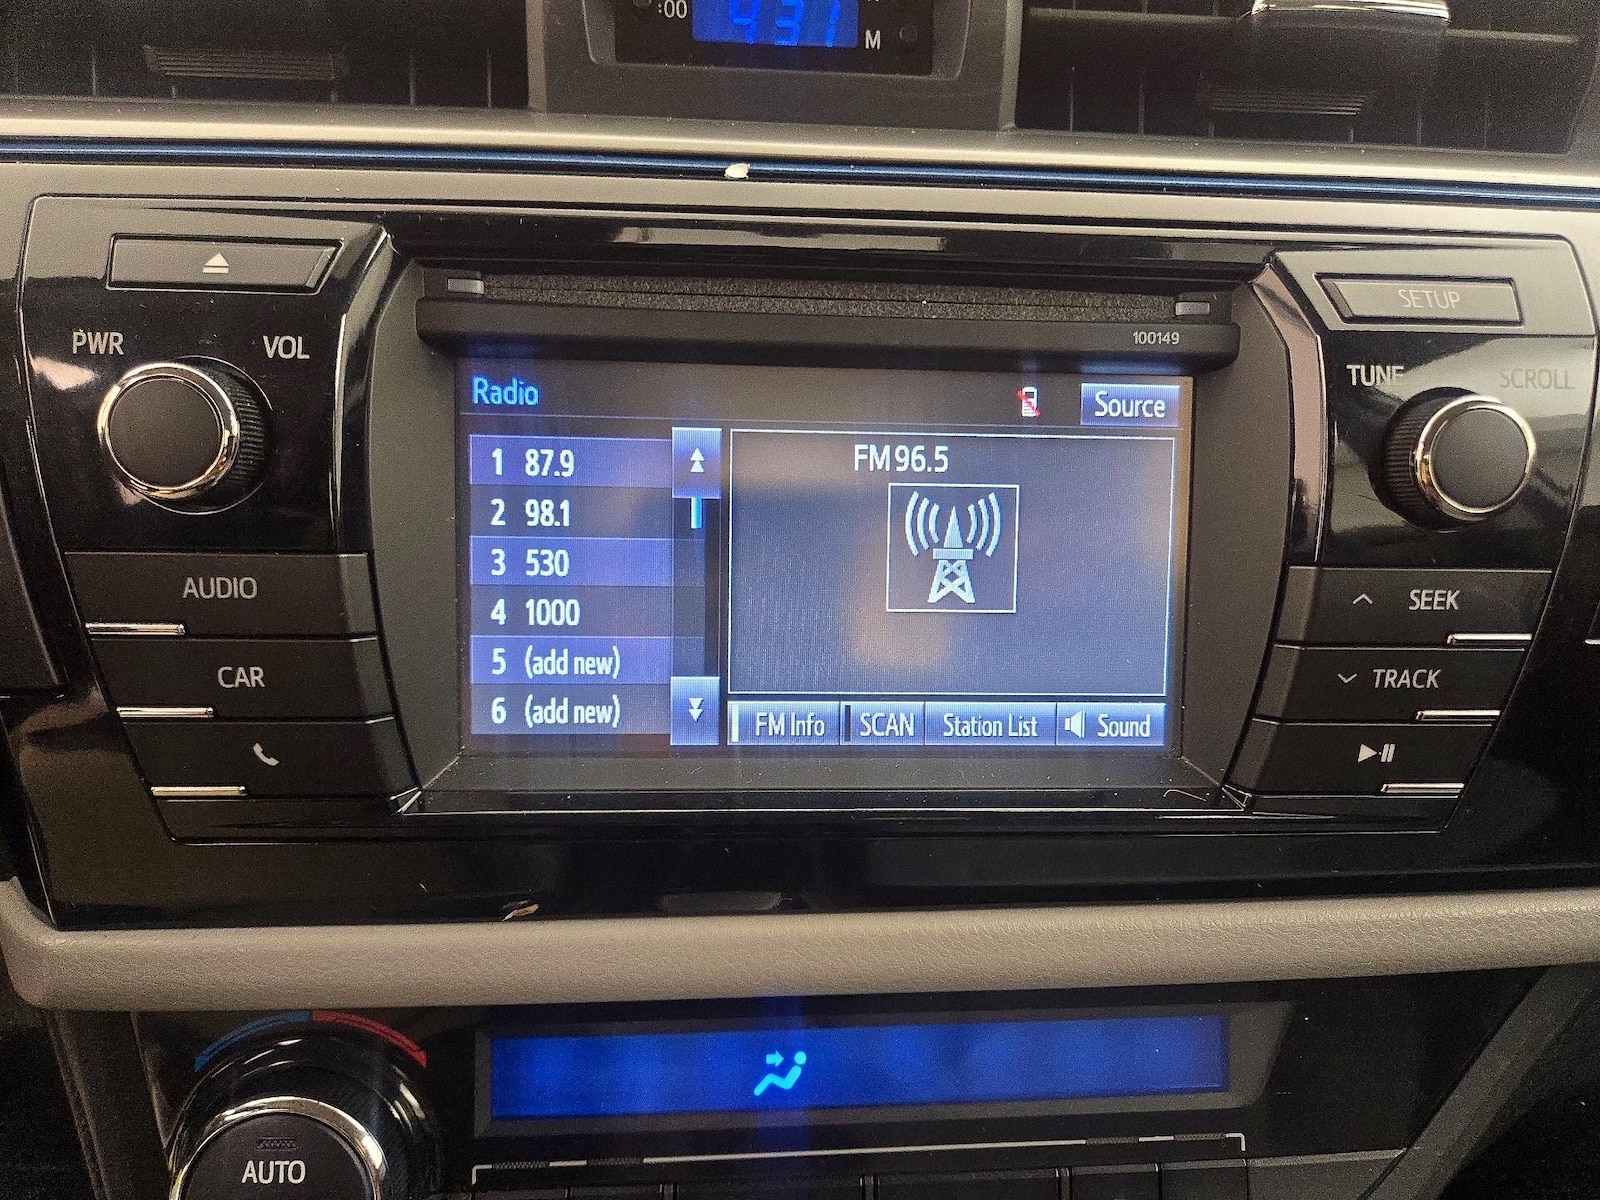 :00
4:31
M
PWR
VOL
SETUP
100149
TUNE
SCROLL
Radio
Source
1 87.9
2 98.1
3 530
4 1000
5 (add new)
6 (add new)
FM 96.5
FM Info
SCAN
Station List
Sound
AUDIO
CAR
SEEK
TRACK
AUTO